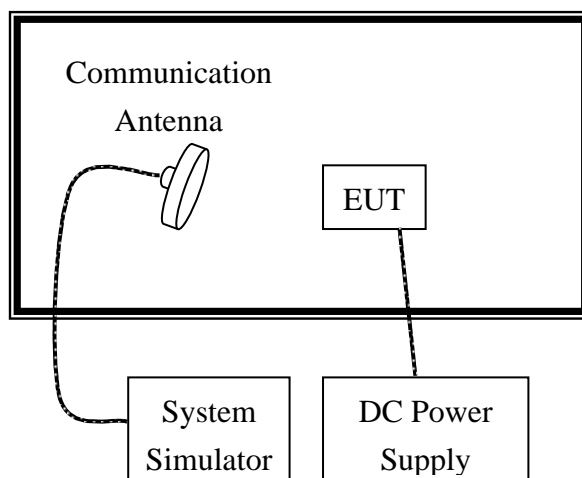 Communication
Antenna
EUT
System
Simulator
DC Power
Supply